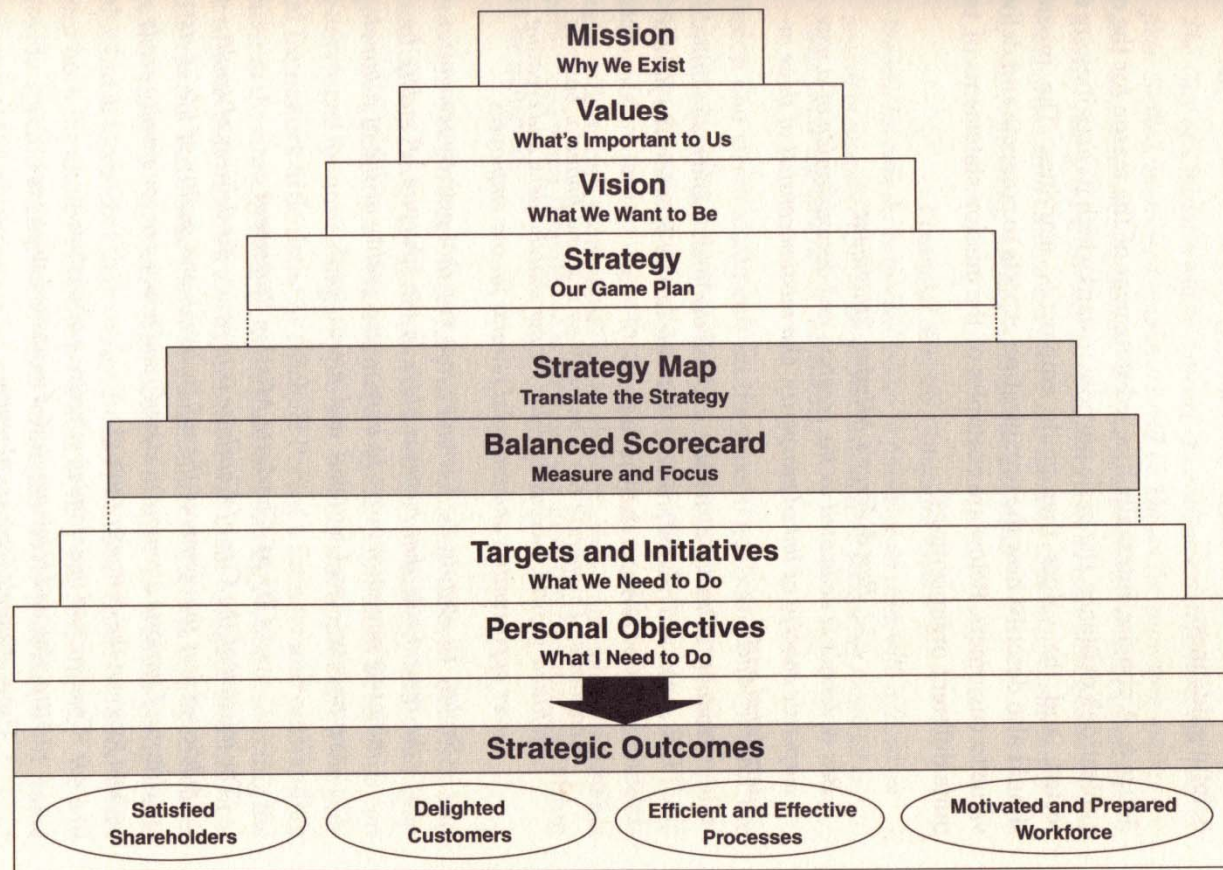 Mission
Why We Exist
Values
What's Important to Us
Vision
What We Want to Be
Strategy
Our Game Plan
Strategy Map
Translate the Strategy
Balanced Scorecard
Measure and Focus
Targets and Initiatives
What We Need to Do
Personal Objectives
What I Need to Do
Strategic Outcomes
Satisfied
Shareholders
Delighted
Customers
Efficient and Effective
Processes
Motivated and Prepared
Workforce